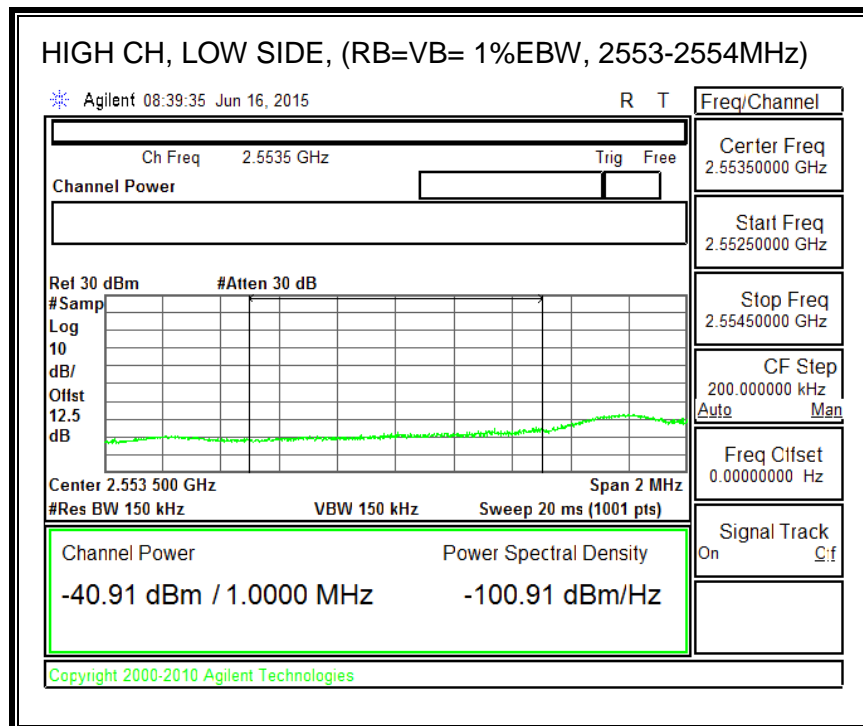 HIGH CH, LOW SIDE, (RB=VB= 1%EBW, 2553-2554MHz)
Agilent 08:39:35 Jun 16, 2015 R T
Freq/Channel
Ch Freq 2.5535 GHz Trig Free
Channel Power
Center Freq
2.55350000 GHz
Start Freq
2.55250000 GHz
Stop Freq
2.55450000 GHz
CF Step
200.000000 kHz
Auto Man
Freq Offset
0.00000000 Hz
Signal Track
On Off
Ref 30 dBm #Atten 30 dB
#Samp
Log
10
dB/
Offst
12.5
dB
Center 2.553 500 GHz Span 2 MHz
#Res BW 150 kHz VBW 150 kHz Sweep 20 ms (1001 pts)
Channel Power Power Spectral Density
-40.91 dBm / 1.0000 MHz -100.91 dBm/Hz
Copyright 2000-2010 Agilent Technologies